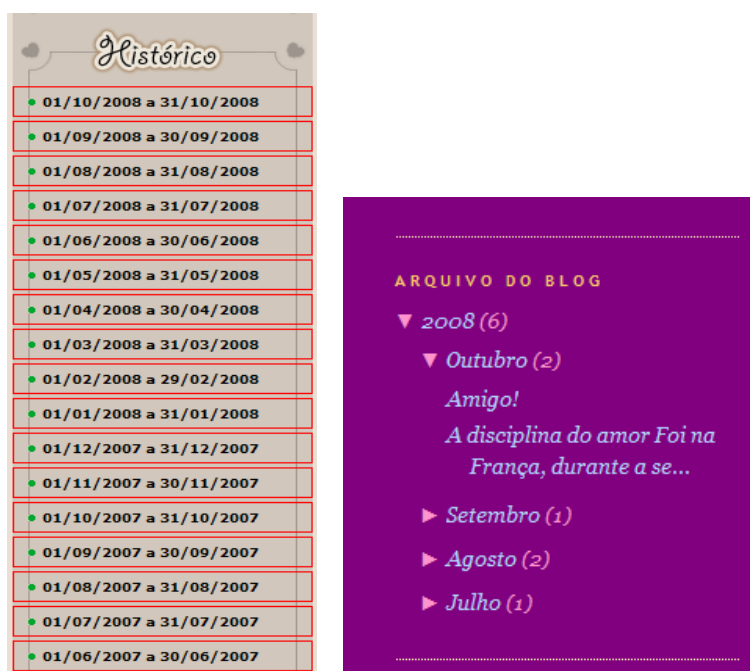 Histórico
01/10/2008 a 31/10/2008
01/09/2008 a 30/09/2008
01/08/2008 a 31/08/2008
01/07/2008 a 31/07/2008
01/06/2008 a 30/06/2008
01/05/2008 a 31/05/2008
01/04/2008 a 30/04/2008
01/03/2008 a 31/03/2008
01/02/2008 a 29/02/2008
01/01/2008 a 31/01/2008
01/12/2007 a 31/12/2007
01/11/2007 a 30/11/2007
01/10/2007 a 31/10/2007
01/09/2007 a 30/09/2007
01/08/2007 a 31/08/2007
01/07/2007 a 31/07/2007
01/06/2007 a 30/06/2007
ARQUIVO DO BLOG
▼ 2008 (6)
▼ Outubro (2)
Amigo!
A disciplina do amor Foi na
França, durante a se...
► Setembro (1)
► Agosto (2)
► Julho (1)